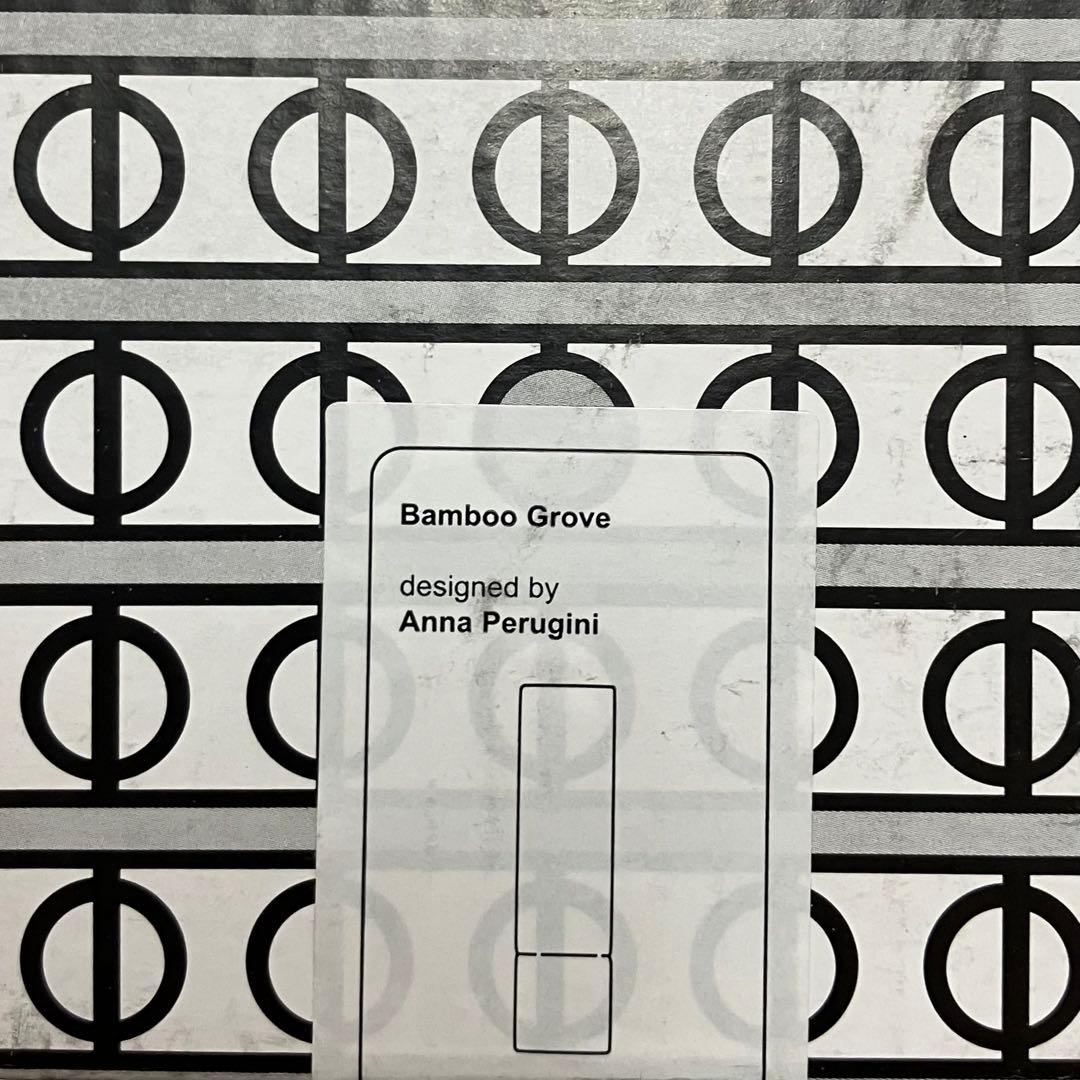 Bamboo Grove
designed by
Anna Perugini